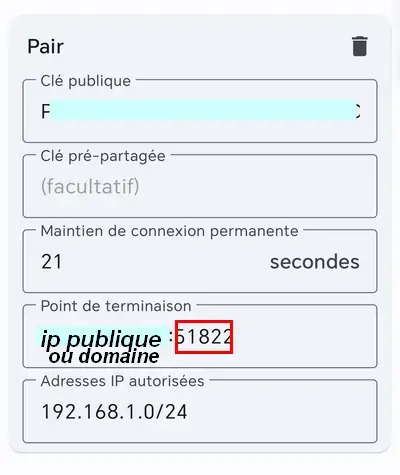 Pair
Clé publique
Clé pré-partagée
(facultatif)
Maintien de connexion permanente
21 secondes
Point de terminaison
ip publique :51822
ou domaine
Adresses IP autorisées
192.168.1.0/24